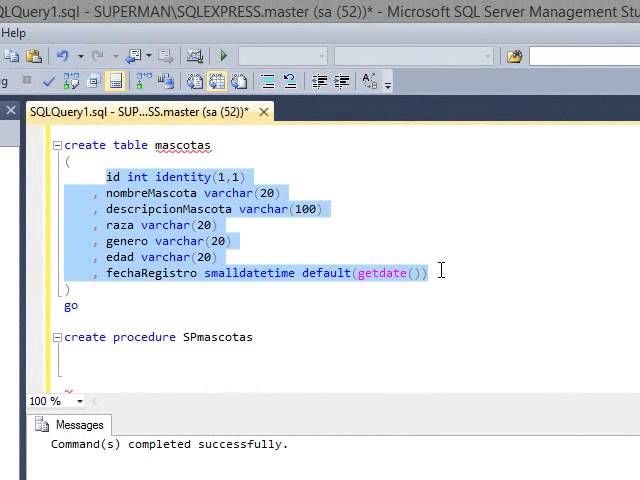 QLQuery1.sql - SUPERMAN\SQLEXPRESS.master (sa (52))* - Microsoft SQL Server Management Stu
Help
SQLQuery1.sql - SUP...SS.master (sa (52))*
create table mascotas
(
id int identity(1,1)
, nombreMascota varchar(20)
, descripcionMascota varchar(100)
, raza varchar(20)
, genero varchar(20)
, edad varchar(20)
, fechaRegistro smalldatetime default(getdate())
)
go
create procedure SPmascotas
100 %
Messages
Command(s) completed successfully.